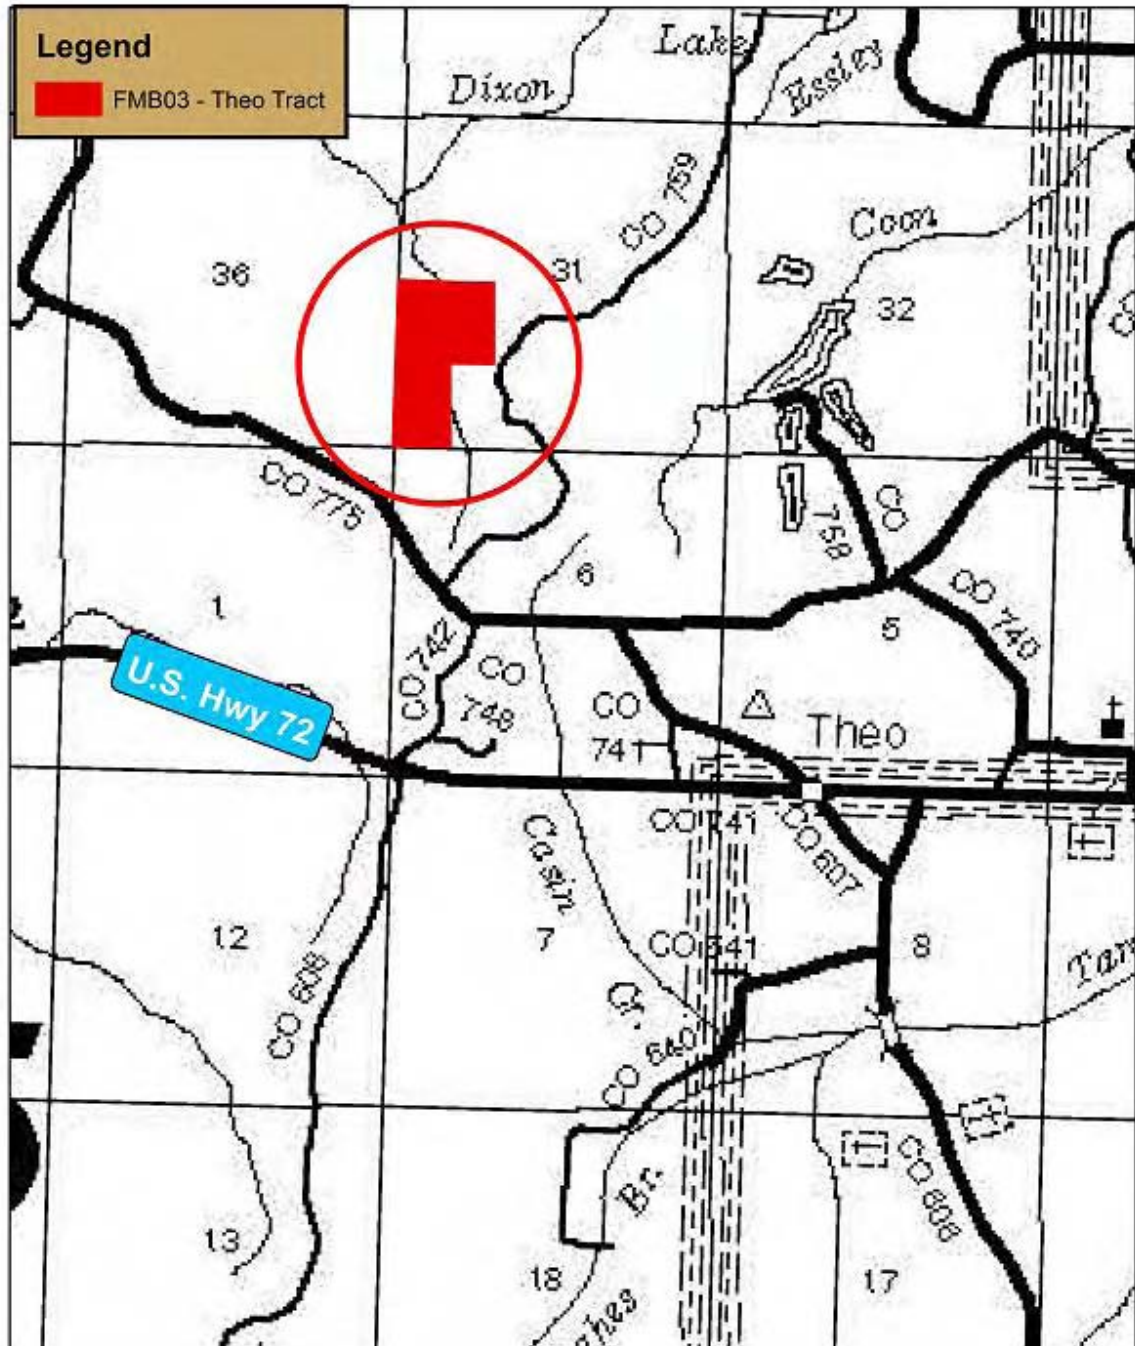 Legend
FMB03 - Theo Tract
Lake
Dixon
Essley
CO 759
Coon
36
31
32
CO 775
CO
758
6
CO 740
1
5
U.S. Hwy 72
CO 742
CO
748
CO
741
Theo
CO 741
CO 607
Casin
12
7
CO 641
8
Cr.
CO 608
CO 640
Br.
CO 606
13
18
17